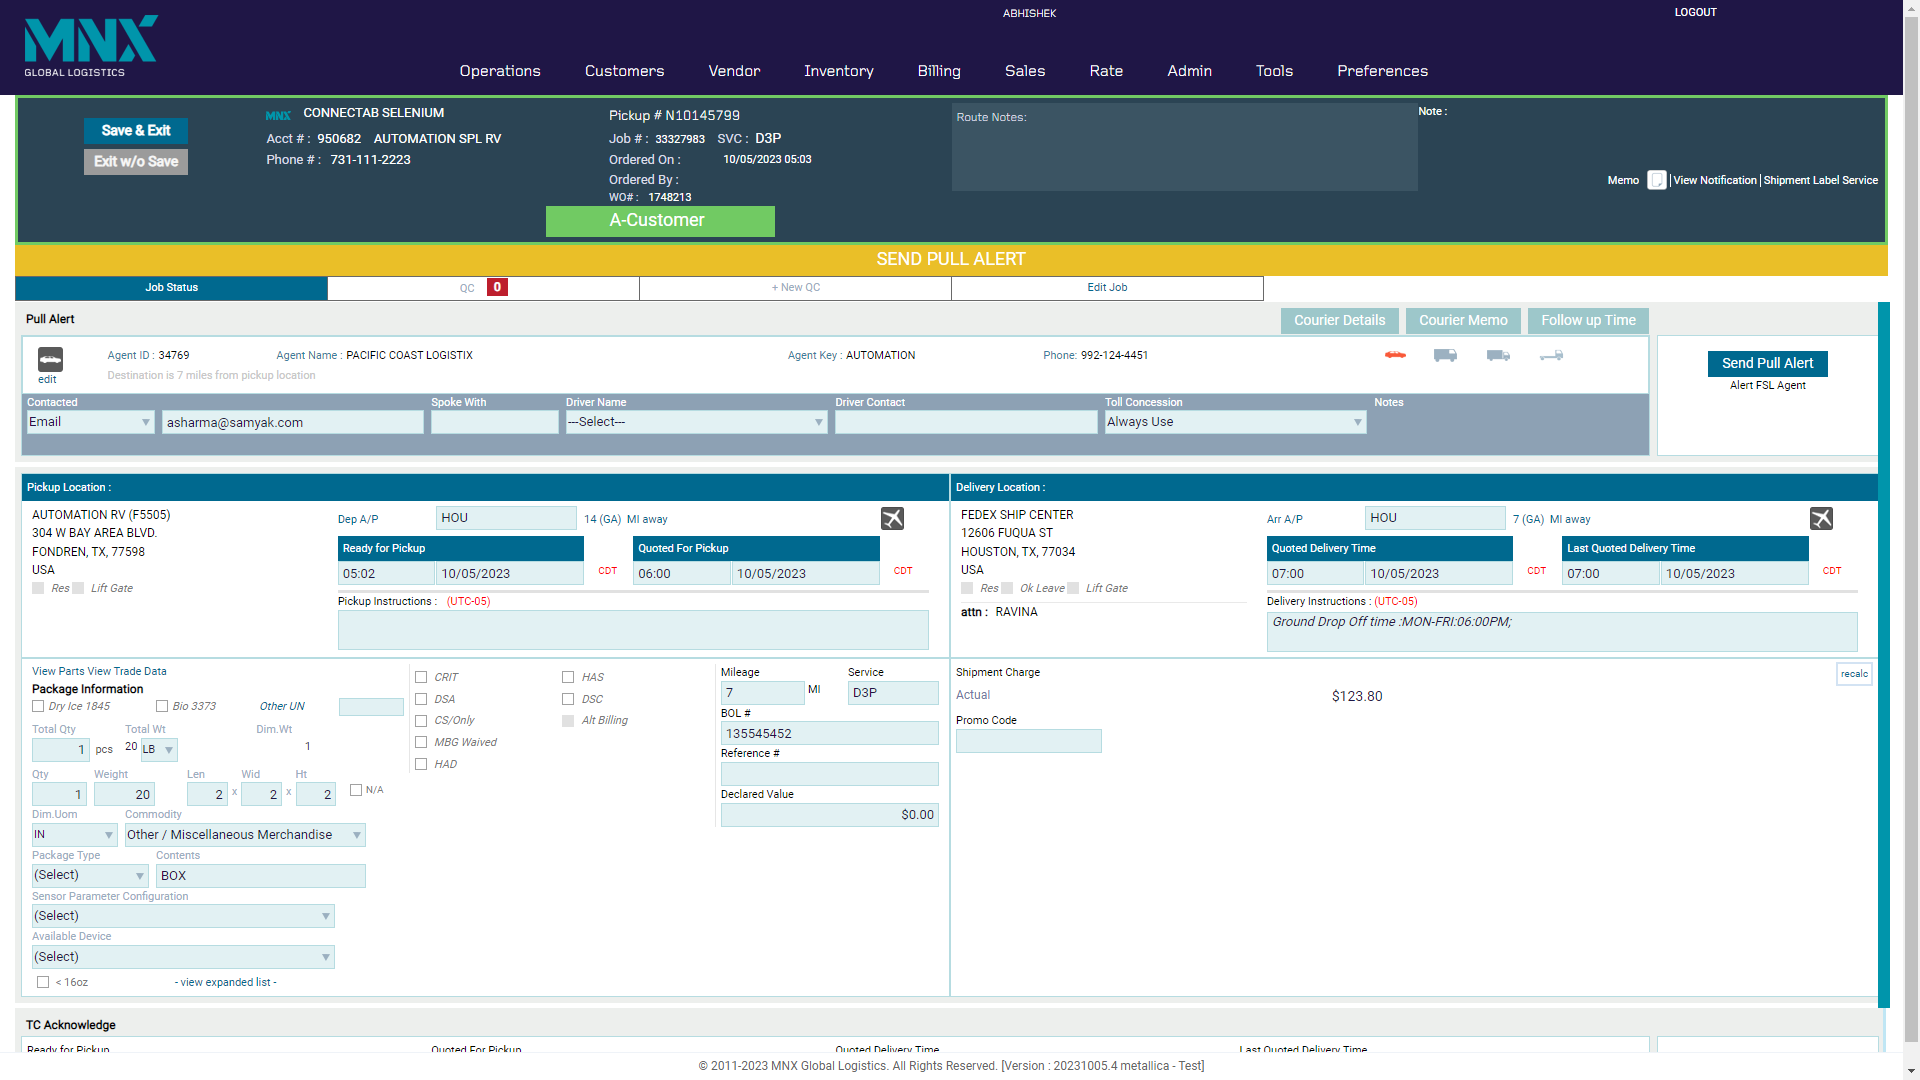 MNX
GLOBAL LOGISTICS
ABHISHEK
LOGOUT
Operations Customers Vendor Inventory Billing Sales Rate Admin Tools Preferences
Save & Exit
Exit w/o Save
MNX CONNECTAB SELENIUM
Acct # : 950682 AUTOMATION SPL RV
Phone # : 731-111-2223
Pickup # N10145799
Job # : 33327983 SVC : D3P
Ordered On : 10/05/2023 05:03
Ordered By :
WO# : 1748213
A-Customer
Route Notes:
Note :
Memo |View Notification|Shipment Label Service
SEND PULL ALERT
Job Status
QC 0
+ New QC
Edit Job
Pull Alert
Courier Details
Courier Memo
Follow up Time
edit
Agent ID : 34769
Agent Name : PACIFIC COAST LOGISTIX
Agent Key : AUTOMATION
Phone: 992-124-4451
Destination is 7 miles from pickup location
Send Pull Alert
Alert FSL Agent
Contacted Spoke With Driver Name Driver Contact Toll Concession Notes
Email asharma@samyak.com ---Select--- Always Use
Pickup Location :
AUTOMATION RV (F5505)
304 W BAY AREA BLVD.
FONDREN, TX, 77598
USA
Res Lift Gate
Dep A/P HOU 14 (GA) MI away
Ready for Pickup Quoted For Pickup
05:02 10/05/2023 CDT 06:00 10/05/2023 CDT
Pickup Instructions : (UTC-05)
Delivery Location :
FEDEX SHIP CENTER
12606 FUQUA ST
HOUSTON, TX, 77034
USA
Res Ok Leave Lift Gate
attn : RAVINA
Arr A/P HOU 7 (GA) MI away
Quoted Delivery Time Last Quoted Delivery Time
07:00 10/05/2023 CDT 07:00 10/05/2023 CDT
Delivery Instructions : (UTC-05)
Ground Drop Off time :MON-FRI:06:00PM;
View Parts View Trade Data
Package Information
Dry Ice 1845 Bio 3373 Other UN
Total Qty Total Wt Dim.Wt
1 pcs 20 LB 1
Qty Weight Len Wid Ht
1 20 2 x 2 x 2 N/A
Dim.Uom Commodity
IN Other / Miscellaneous Merchandise
Package Type Contents
(Select) BOX
Sensor Parameter Configuration
(Select)
Available Device
(Select)
< 16oz - view expanded list -
CRIT HAS
DSA DSC
CS/Only Alt Billing
MBG Waived
HAD
Mileage Service
7 MI D3P
BOL #
135545452
Reference #
Declared Value
$0.00
Shipment Charge
recalc
Actual $123.80
Promo Code
TC Acknowledge
Ready for Pickup Quoted For Pickup Quoted Delivery Time Last Quoted Delivery Time
© 2011-2023 MNX Global Logistics. All Rights Reserved. [Version : 20231005.4 metallica - Test]